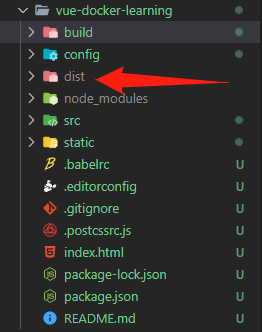 vue-docker-learning
build
config
dist
node_modules
src
static
.babelrc U
.editorconfig U
.gitignore U
.postcssrc.js U
index.html U
package-lock.json U
package.json U
README.md U